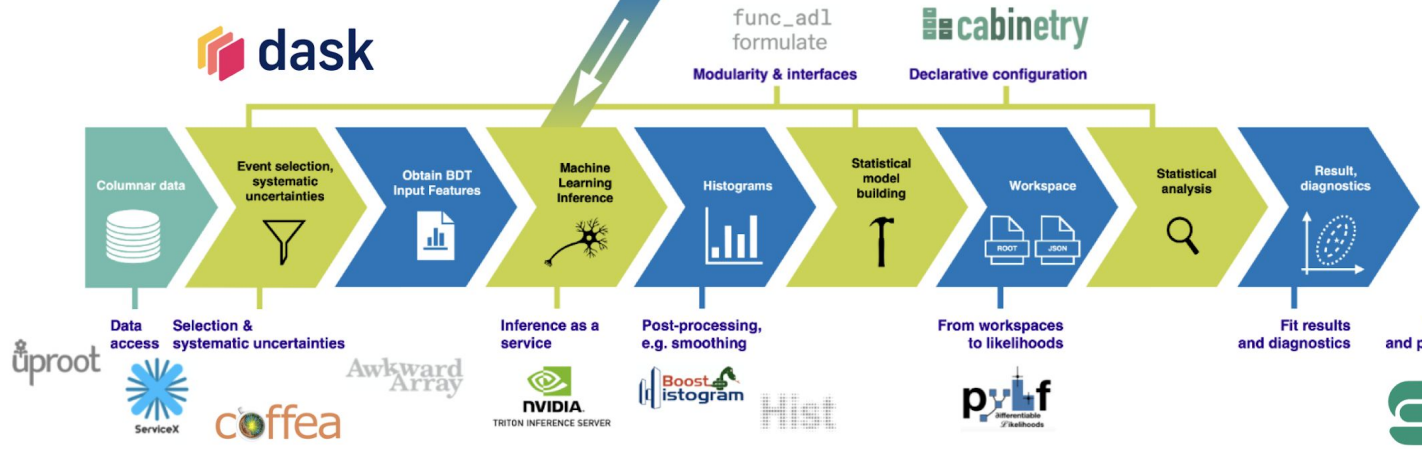 dask
func_adl
formulate
cabinetry
Modularity & interfaces
Declarative configuration
Columnar data
Event selection,
systematic
uncertainties
Obtain BDT
Input Features
Machine
Learning
Inference
Histograms
Statistical
model
building
Workspace
ROOT
JSON
Statistical
analysis
Result,
diagnostics
Data
access
Selection &
systematic uncertainties
Inference as a
service
Post-processing,
e.g. smoothing
From workspaces
to likelihoods
Fit results
and diagnostics
and p
uproot
ServiceX
coffea
Awkward
Array
NVIDIA.
TRITON INFERENCE SERVER
Boost
Histogram
Hist
pyhf
differentiable
Likelihoods